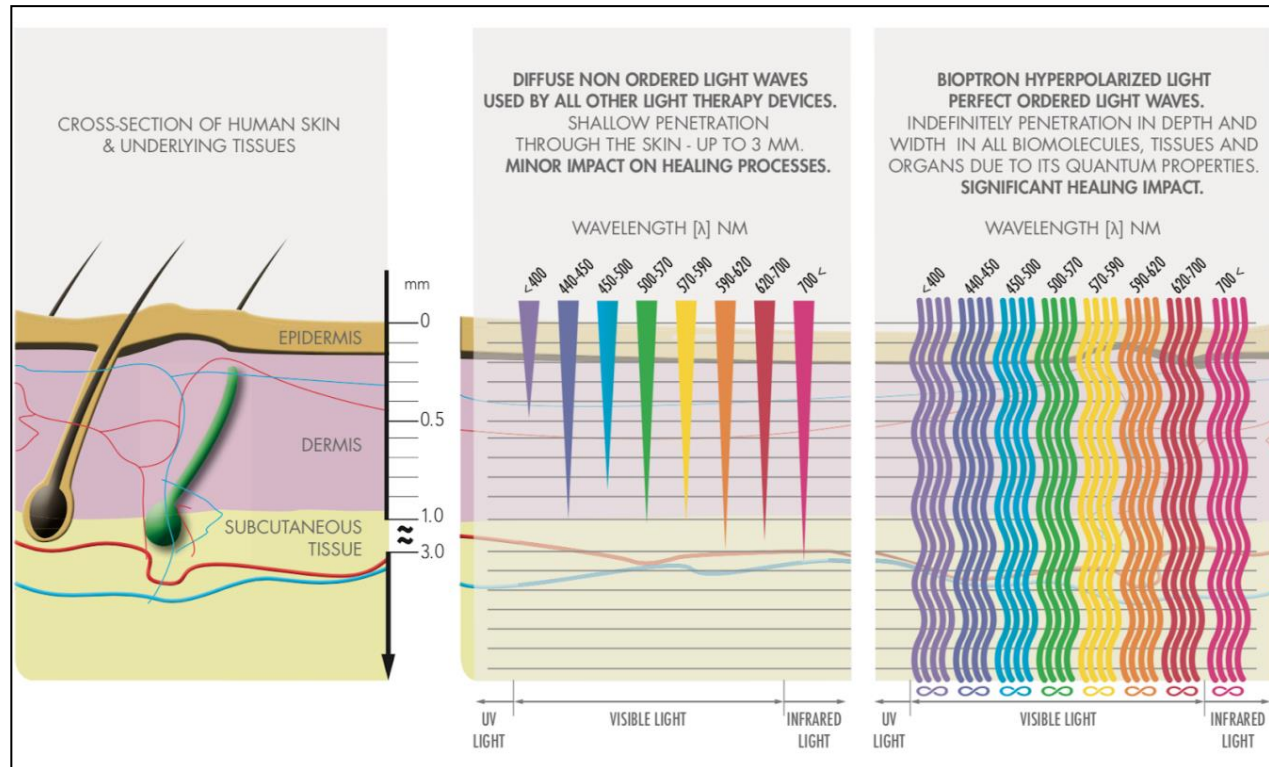 CROSS-SECTION OF HUMAN SKIN
& UNDERLYING TISSUES
mm
0
EPIDERMIS
0.5
DERMIS
1.0
SUBCUTANEOUS
TISSUE
≈
3.0
DIFFUSE NON ORDERED LIGHT WAVES
USED BY ALL OTHER LIGHT THERAPY DEVICES.
SHALLOW PENETRATION
THROUGH THE SKIN - UP TO 3 MM.
MINOR IMPACT ON HEALING PROCESSES.
WAVELENGTH [λ] NM
<400
440-450
450-500
500-570
570-590
590-620
620-700
700<
UV
LIGHT
VISIBLE LIGHT
INFRARED
LIGHT
BIOPTRON HYPERPOLARIZED LIGHT
PERFECT ORDERED LIGHT WAVES.
INDEFINITELY PENETRATION IN DEPTH AND
WIDTH IN ALL BIOMOLECULES, TISSUES AND
ORGANS DUE TO ITS QUANTUM PROPERTIES.
SIGNIFICANT HEALING IMPACT.
WAVELENGTH [λ] NM
<400
440-450
450-500
500-570
570-590
590-620
620-700
700<
∞ ∞ ∞ ∞ ∞ ∞ ∞ ∞
UV
LIGHT
VISIBLE LIGHT
INFRARED
LIGHT